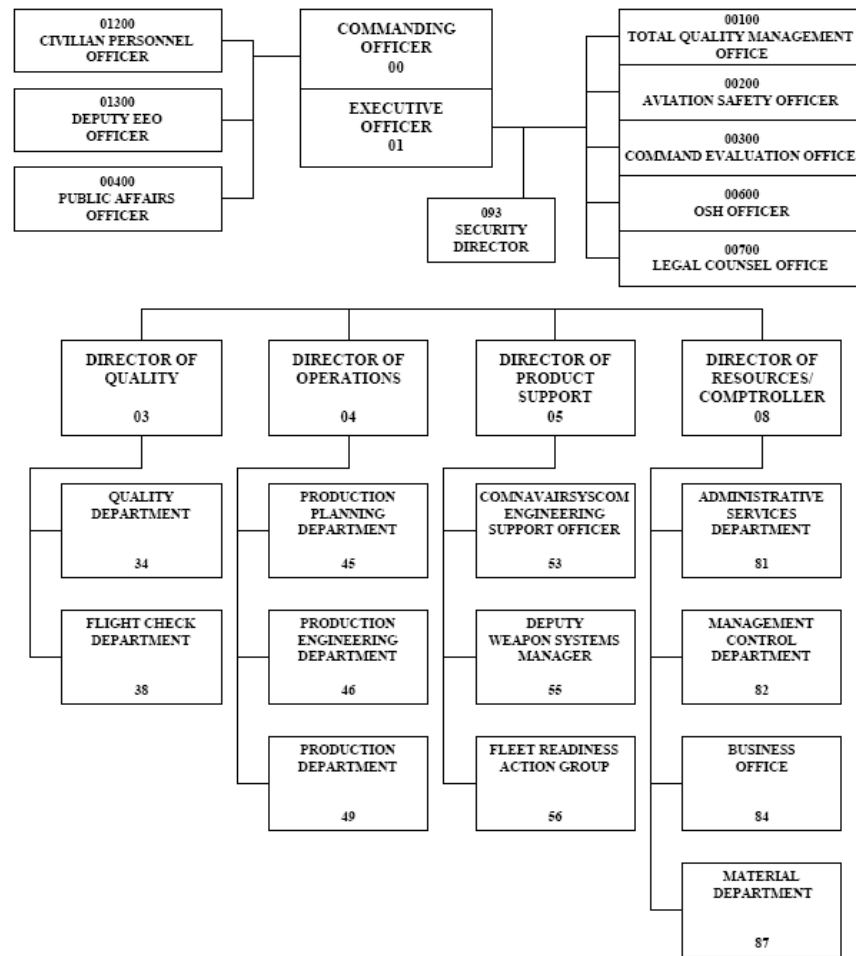 01200
CIVILIAN PERSONNEL
OFFICER
01300
DEPUTY EEO
OFFICER
00400
PUBLIC AFFAIRS
OFFICER
COMMANDING
OFFICER
00
EXECUTIVE
OFFICER
01
093
SECURITY
DIRECTOR
00100
TOTAL QUALITY MANAGEMENT
OFFICE
00200
AVIATION SAFETY OFFICER
00300
COMMAND EVALUATION OFFICE
00600
OSH OFFICER
00700
LEGAL COUNSEL OFFICE
DIRECTOR OF
QUALITY
03
QUALITY
DEPARTMENT
34
FLIGHT CHECK
DEPARTMENT
38
DIRECTOR OF
OPERATIONS
04
PRODUCTION
PLANNING
DEPARTMENT
45
PRODUCTION
ENGINEERING
DEPARTMENT
46
PRODUCTION
DEPARTMENT
49
DIRECTOR OF
PRODUCT
SUPPORT
05
COMNAVAIRSYSCOM
ENGINEERING
SUPPORT OFFICER
53
DEPUTY
WEAPON SYSTEMS
MANAGER
55
FLEET READINESS
ACTION GROUP
56
DIRECTOR OF
RESOURCES/
COMPTROLLER
08
ADMINISTRATIVE
SERVICES
DEPARTMENT
81
MANAGEMENT
CONTROL
DEPARTMENT
82
BUSINESS
OFFICE
84
MATERIAL
DEPARTMENT
87